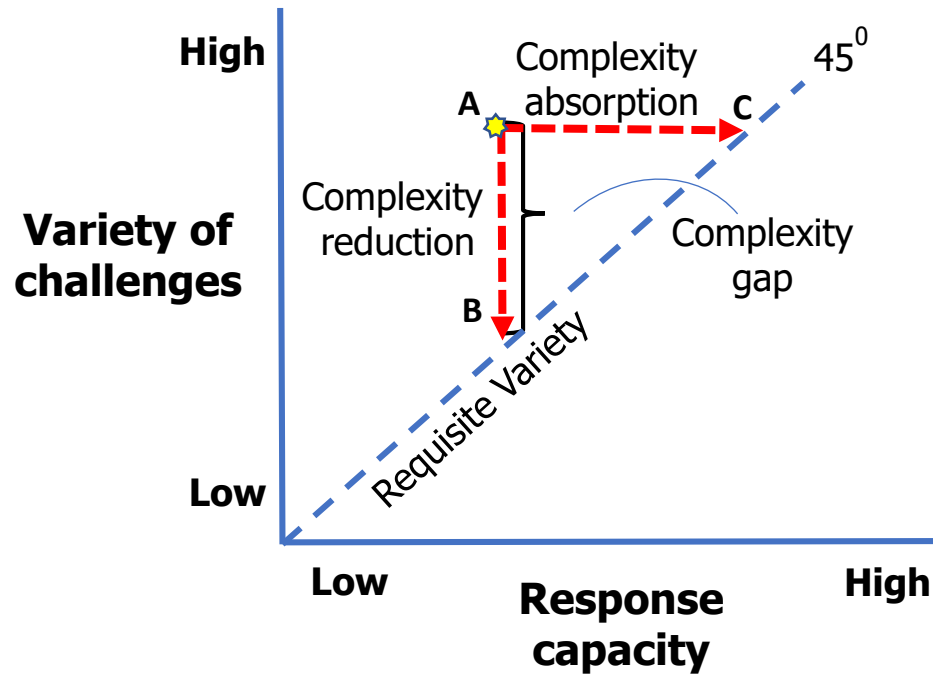 High
Complexity
absorption
45⁰
A
C
Complexity
reduction
Variety of
challenges
Complexity
gap
B
Requisite Variety
Low
Low
Response
capacity
High